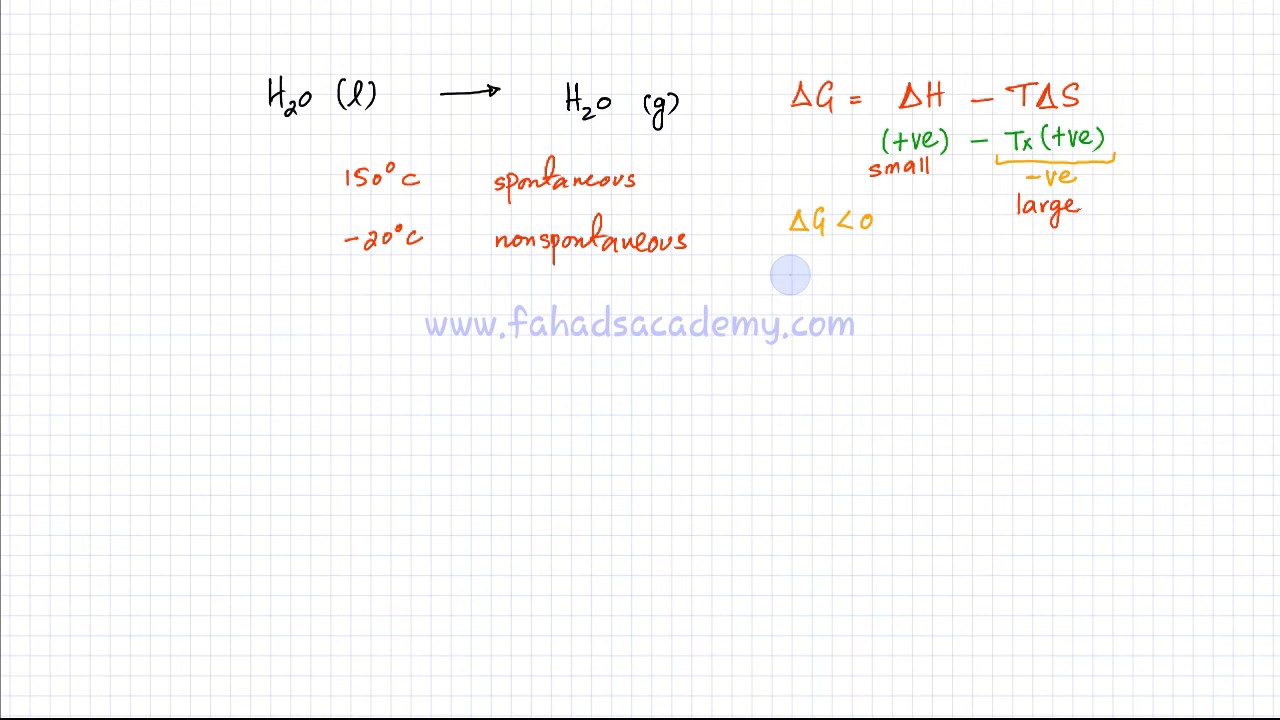 H₂O (l) → H₂O (g) ΔG = ΔH − TΔS
(+ve) − Tx (+ve)
small −ve
150°C spontaneous large
ΔG < 0
−20°C nonspontaneous
www.fahadsacademy.com